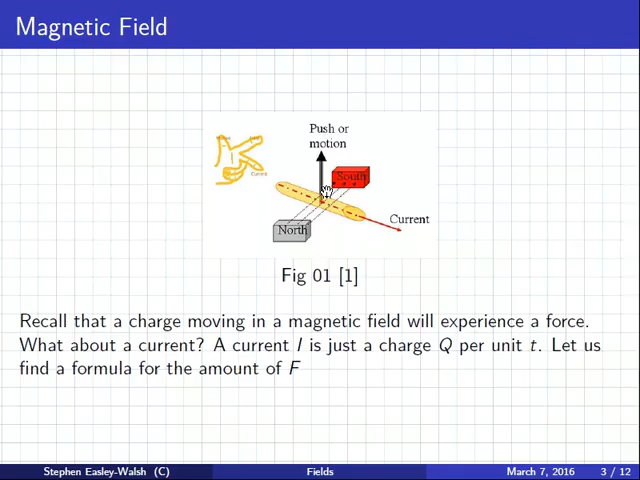 Magnetic Field
Push or
motion
South
Current
Current
North
Fig 01 [1]
Recall that a charge moving in a magnetic field will experience a force.
What about a current? A current I is just a charge Q per unit t. Let us
find a formula for the amount of F
Stephen Easley-Walsh (C)
Fields
March 7, 2016
3 / 12